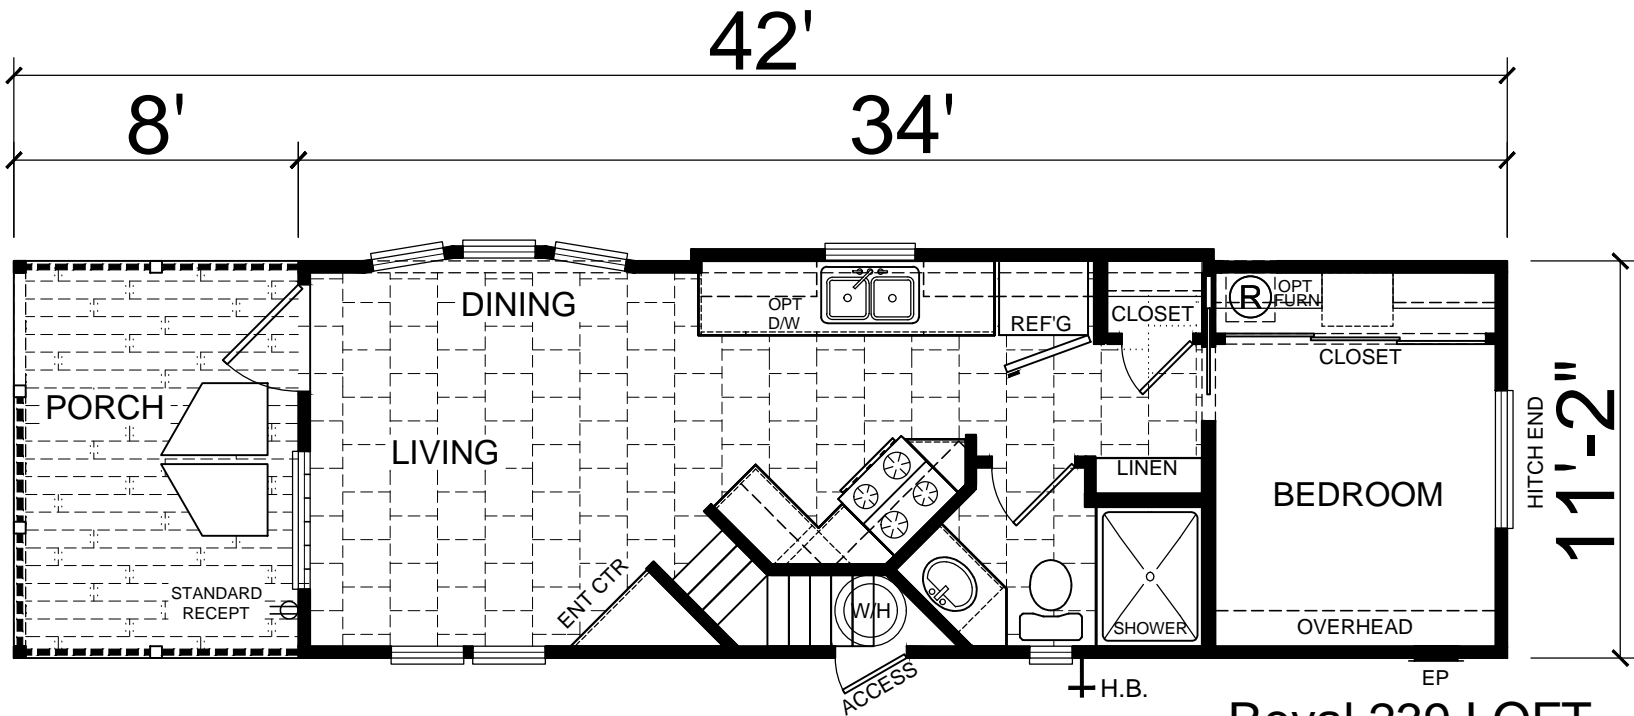 42'
8'
34'
DINING
OPT
D/W
REF'G
CLOSET
R
OPT
FURN
CLOSET
PORCH
LIVING
LINEN
BEDROOM
HITCH END
11'-2"
STANDARD
RECEPT
ENT CTR
W/H
SHOWER
OVERHEAD
ACCESS
H.B.
EP
LOFT